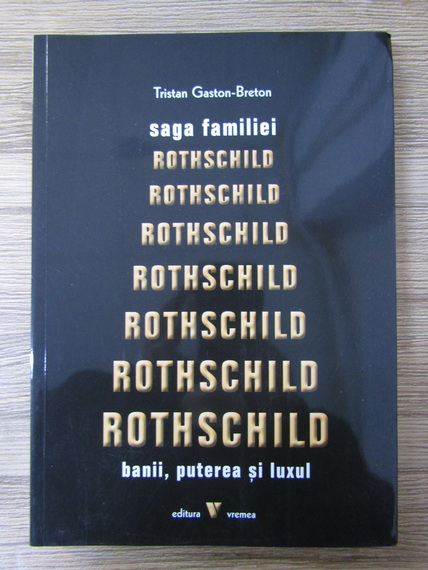 Tristan Gaston-Breton
saga familiei
ROTHSCHILD
ROTHSCHILD
ROTHSCHILD
ROTHSCHILD
ROTHSCHILD
ROTHSCHILD
ROTHSCHILD
banii, puterea și luxul
editura V vremea